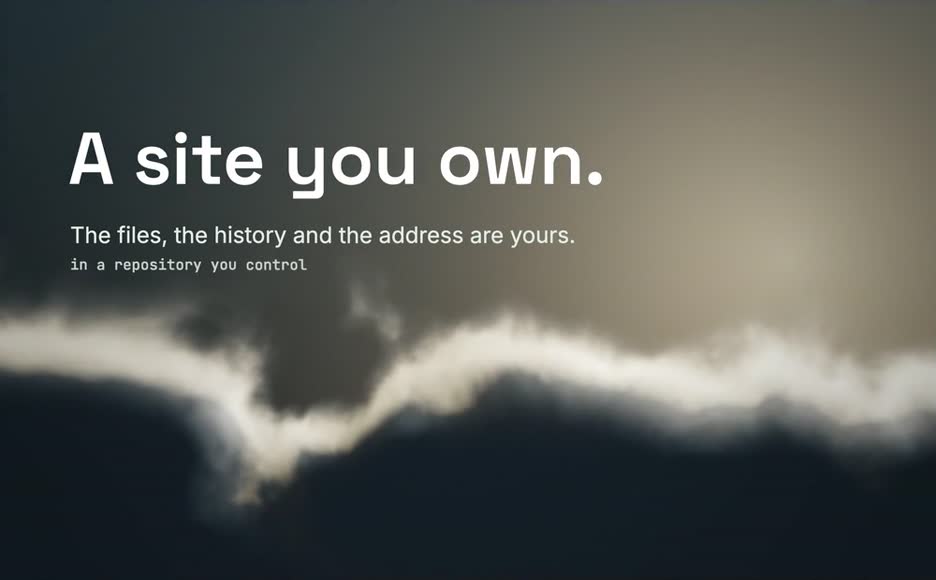 A site you own.
The files, the history and the address are yours.
in a repository you control